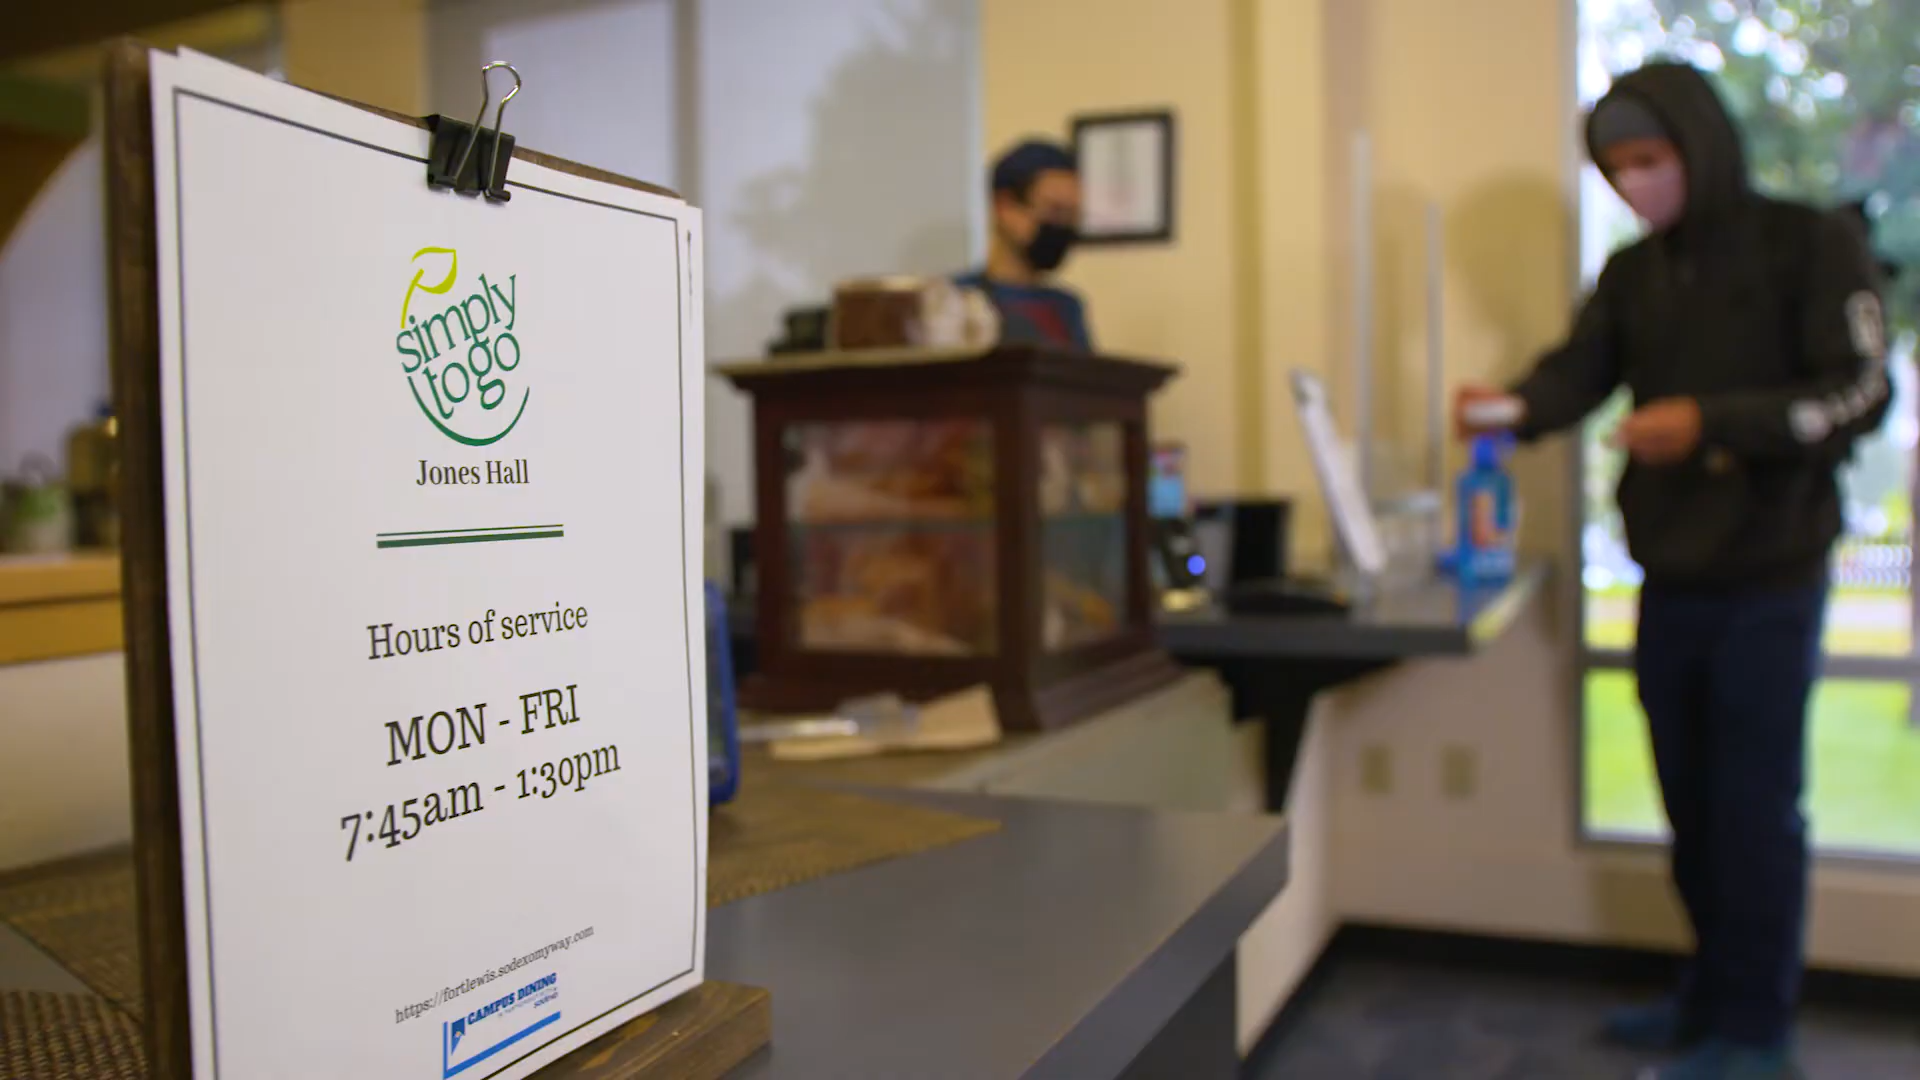 simply
to go
Jones Hall
Hours of service
MON - FRI
7:45am - 1:30pm
https://fortlewis.sodexomyway.com
CAMPUS DINING